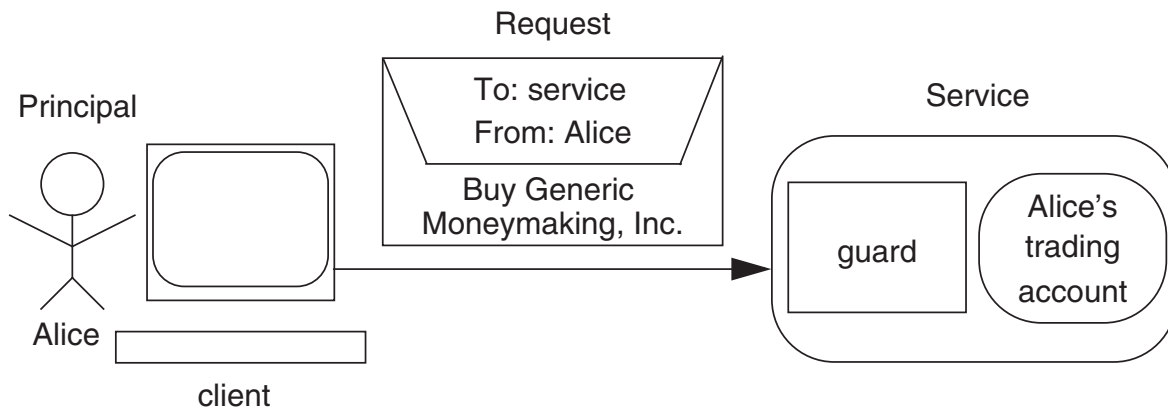 Request
To: service
From: Alice
Buy Generic
Moneymaking, Inc.
Principal
Alice
client
Service
guard
Alice’s
trading
account